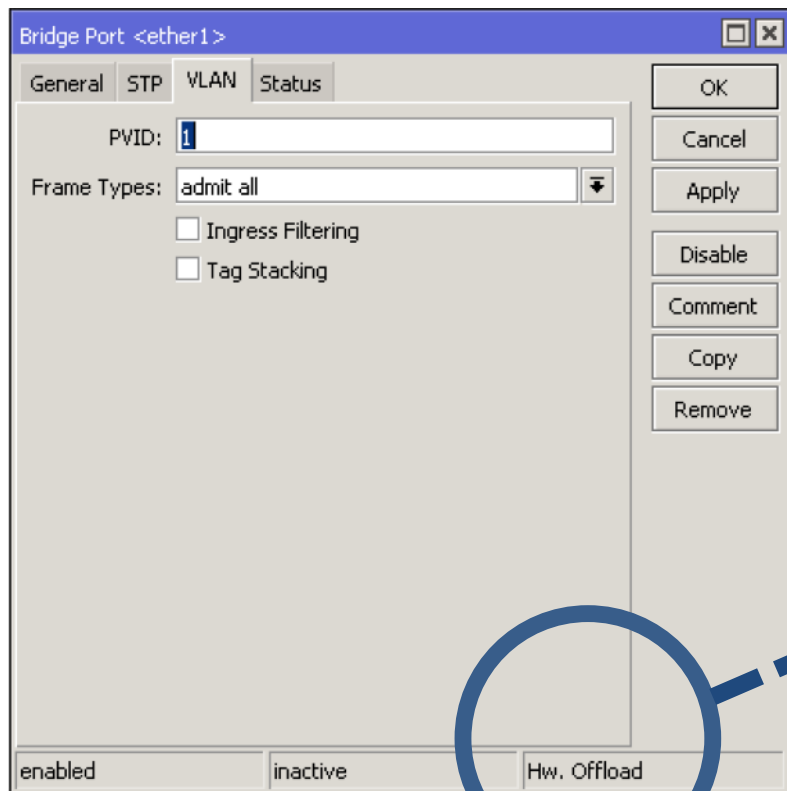 Bridge Port <ether1>
General STP VLAN Status
OK
PVID: 1
Cancel
Frame Types: admit all
Apply
Ingress Filtering
Tag Stacking
Disable
Comment
Copy
Remove
enabled inactive Hw. Offload